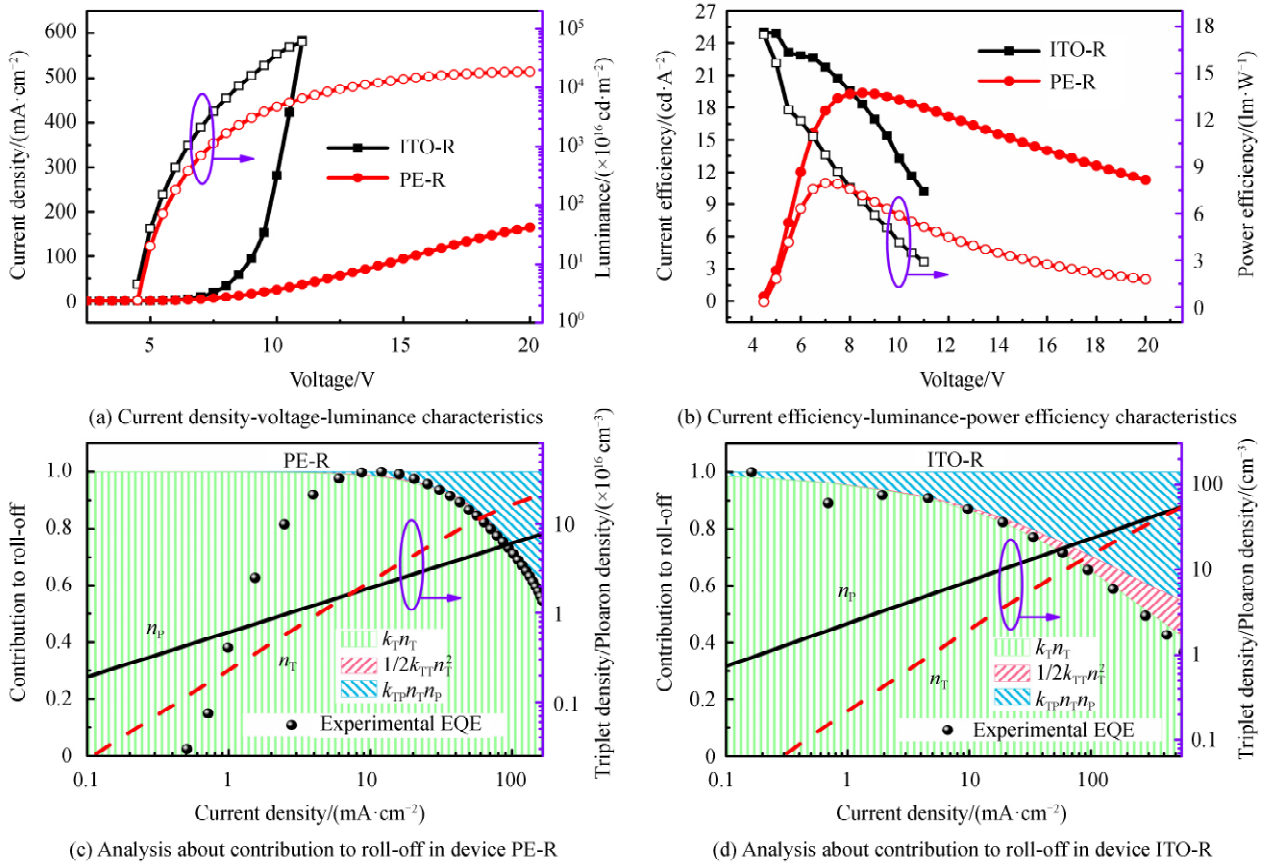 600
500
400
300
200
150
100
50
0
Current density/(mA·cm⁻²)
10⁵
10⁴
10³
10²
10¹
10⁰
Luminance/(×10¹⁶ cd·m⁻²)
ITO-R
PE-R
5 10 15 20
Voltage/V
(a) Current density-voltage-luminance characteristics
27
24
21
18
15
12
9
6
3
0
Current efficiency/(cd·A⁻²)
18
15
12
9
6
3
0
Power efficiency/(lm·W⁻¹)
ITO-R
PE-R
4 6 8 10 12 14 16 18 20
Voltage/V
(b) Current efficiency-luminance-power efficiency characteristics
PE-R
1.0
0.8
0.6
0.4
0.2
0
Contribution to roll-off
10
1
0.1
Triplet density/Ploaron density/(×10¹⁶ cm⁻³)
n_P
n_T
k_Tn_T
1/2k_TTn_T²
k_TPn_Tn_P
Experimental EQE
0.1 1 10 100
Current density/(mA·cm⁻²)
(c) Analysis about contribution to roll-off in device PE-R
ITO-R
1.0
0.8
0.6
0.4
0.2
0
Contribution to roll-off
100
10
1
0.1
Triplet density/Ploaron density/(cm⁻³)
n_P
n_T
k_Tn_T
1/2k_TTn_T²
k_TPn_Tn_P
Experimental EQE
0.1 1 10 100
Current density/(mA·cm⁻²)
(d) Analysis about contribution to roll-off in device ITO-R